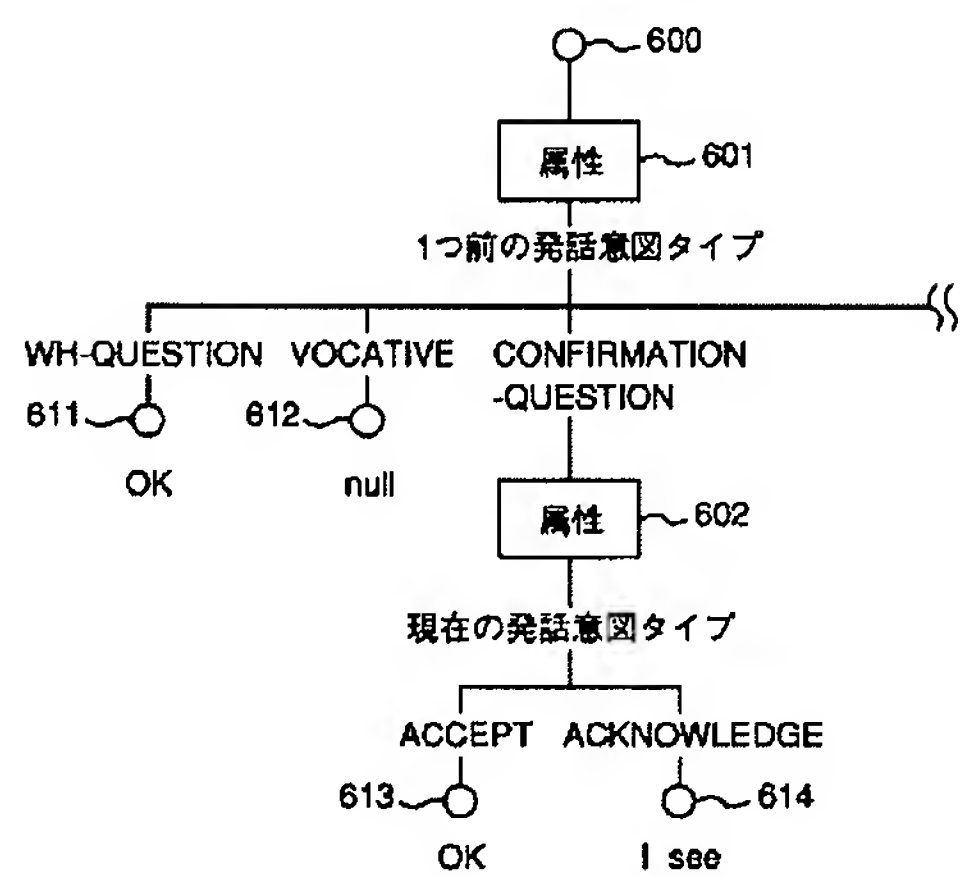 600
属性
601
1つ前の発話意図タイプ
WH-QUESTION
VOCATIVE
CONFIRMATION
-QUESTION
611
612
OK
null
属性
602
現在の発話意図タイプ
ACCEPT
ACKNOWLEDGE
613
614
OK
I see